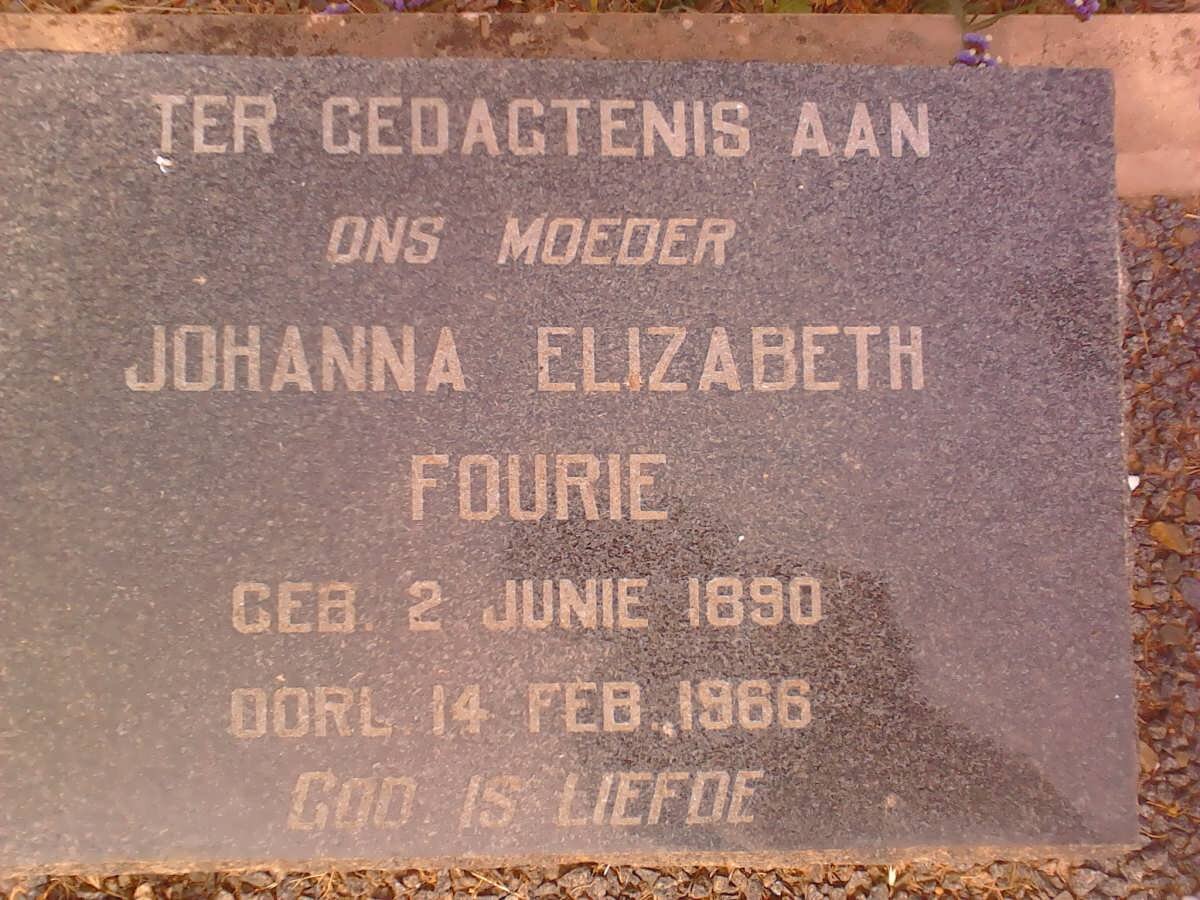 TER GEDAGTENIS AAN
ONS MOEDER
JOHANNA ELIZABETH
FOURIE
GEB. 2 JUNIE 1890
OORL. 14 FEB. 1966
GOD IS LIEFDE